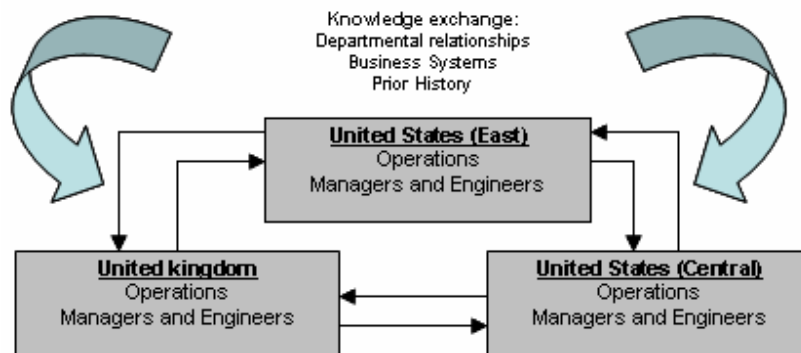 Knowledge exchange:
Departmental relationships
Business Systems
Prior History
United States (East)
Operations
Managers and Engineers
United kingdom
Operations
Managers and Engineers
United States (Central)
Operations
Managers and Engineers